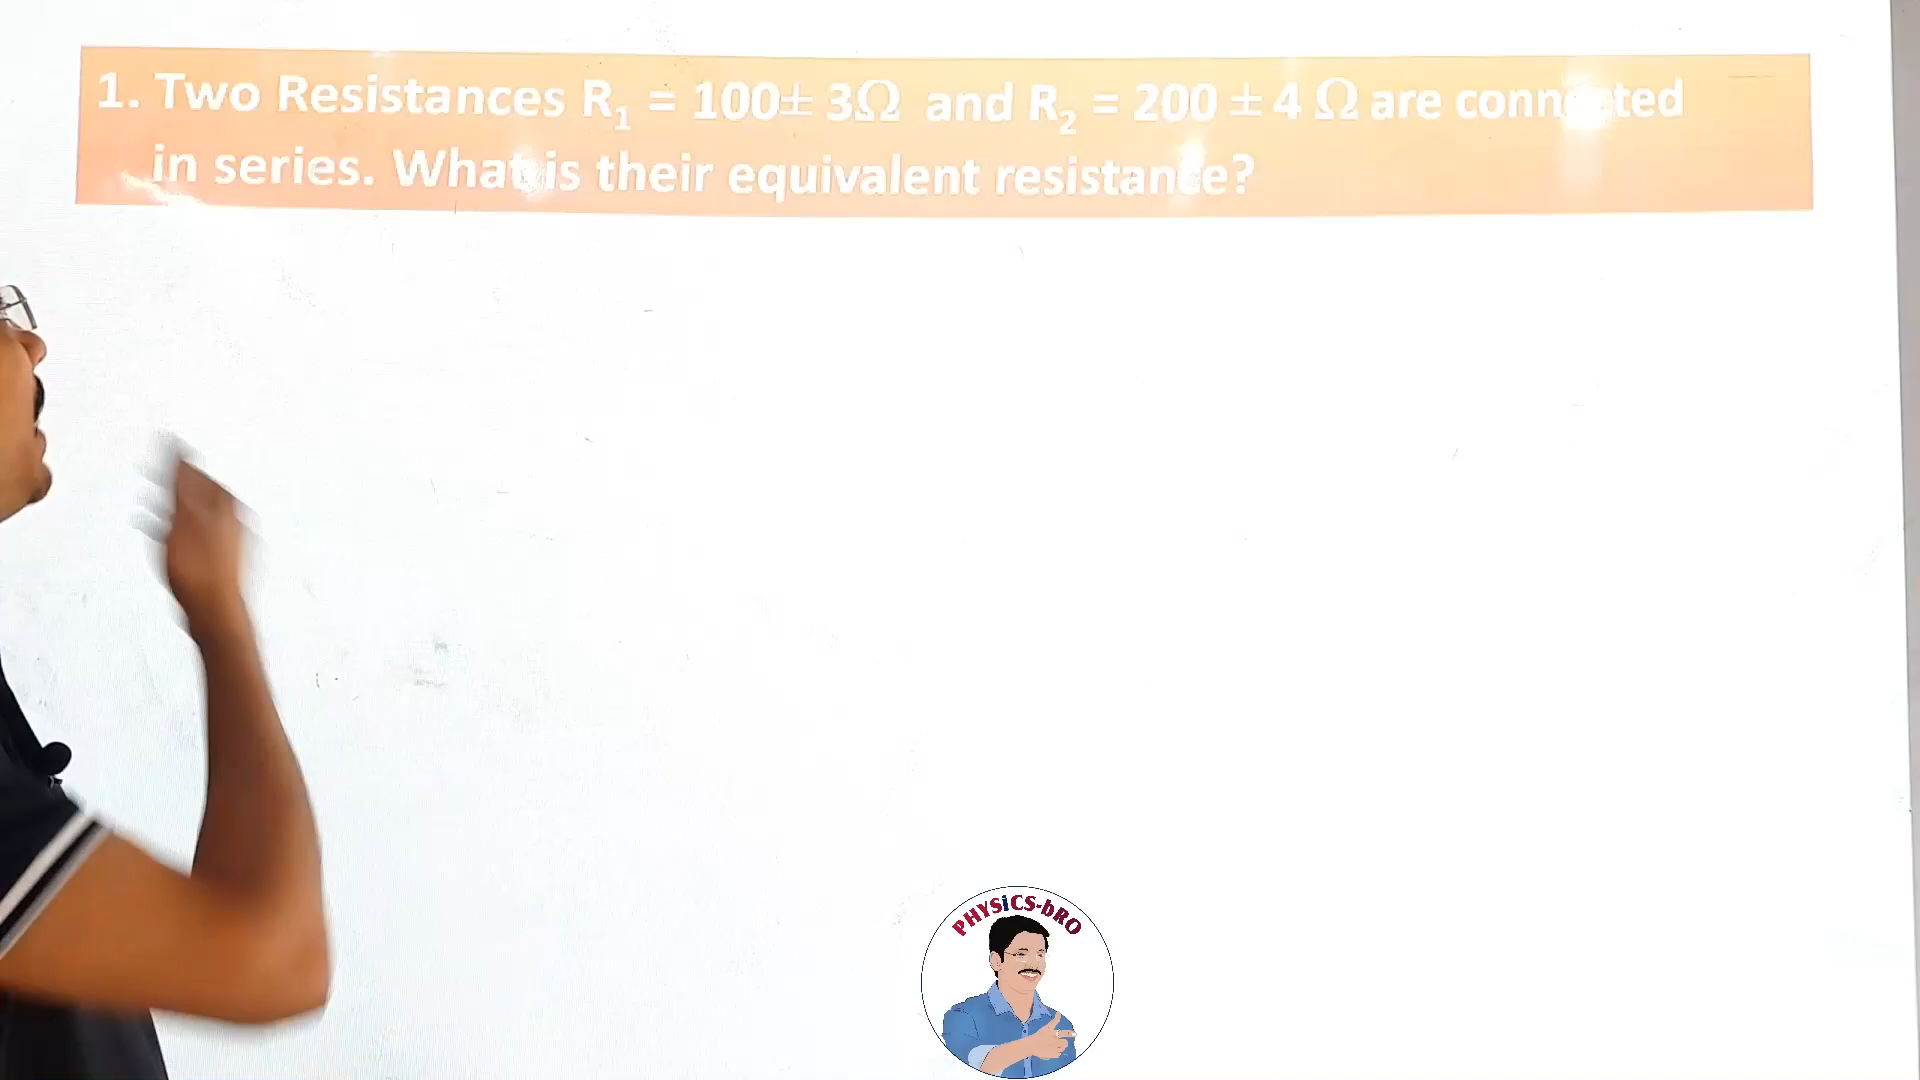 1. Two Resistances R₁ = 100± 3Ω and R₂ = 200 ± 4 Ω are connected
in series. What is their equivalent resistance?
PHYSiCS-bRO